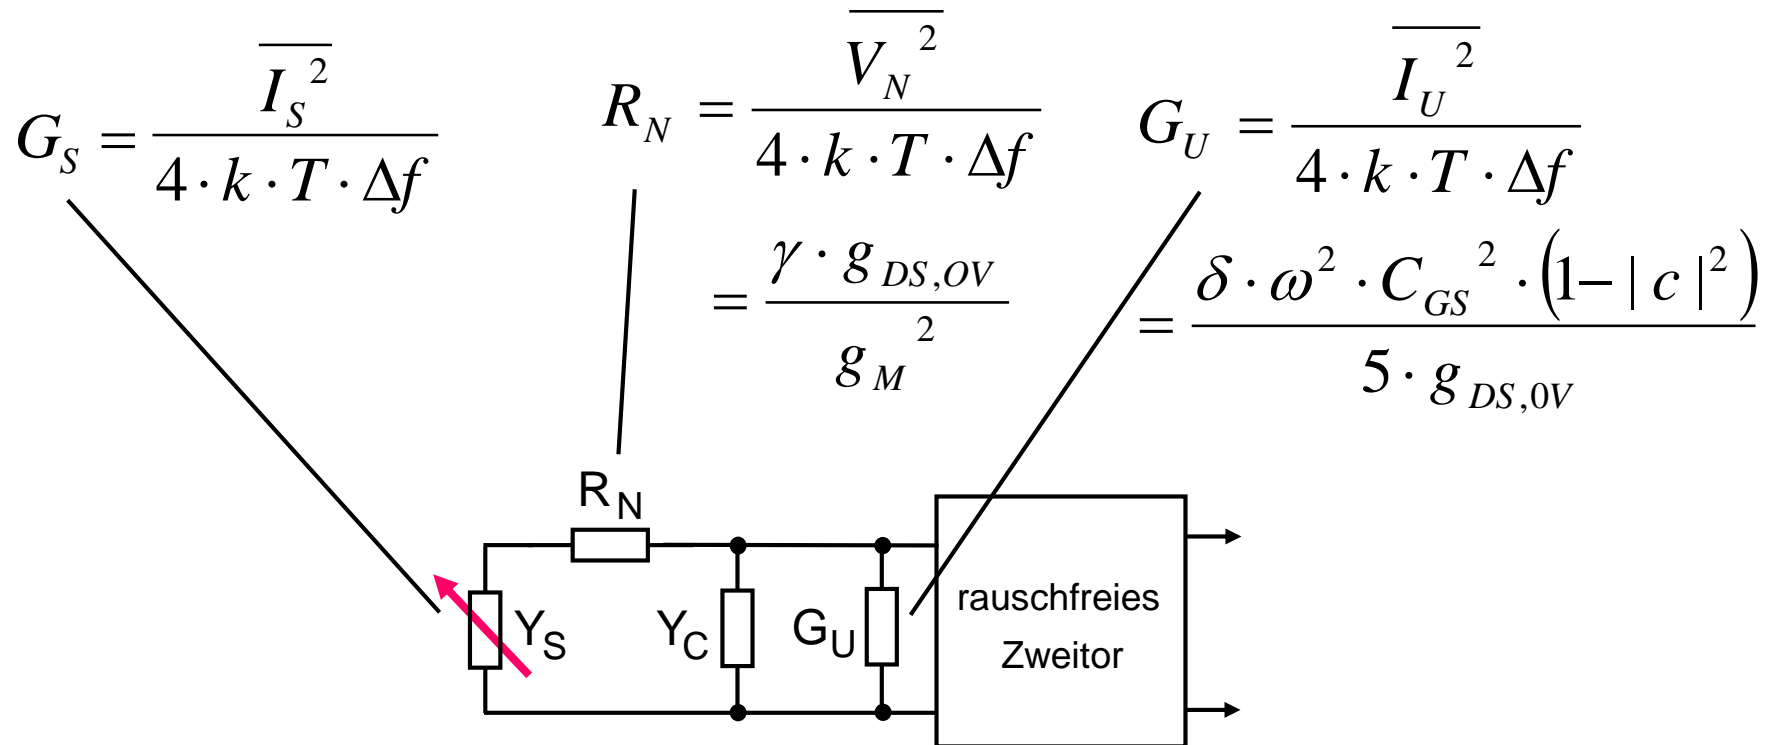 G_S = \overline{I_S^2} / (4 · k · T · Δf)
R_N = \overline{V_N^2} / (4 · k · T · Δf)
= γ · g_{DS,OV} / g_M^2
G_U = \overline{I_U^2} / (4 · k · T · Δf)
= δ · ω^2 · C_{GS}^2 · (1 − | c |^2) / (5 · g_{DS,0V})
R_N
Y_S
Y_C
G_U
rauschfreies
Zweitor